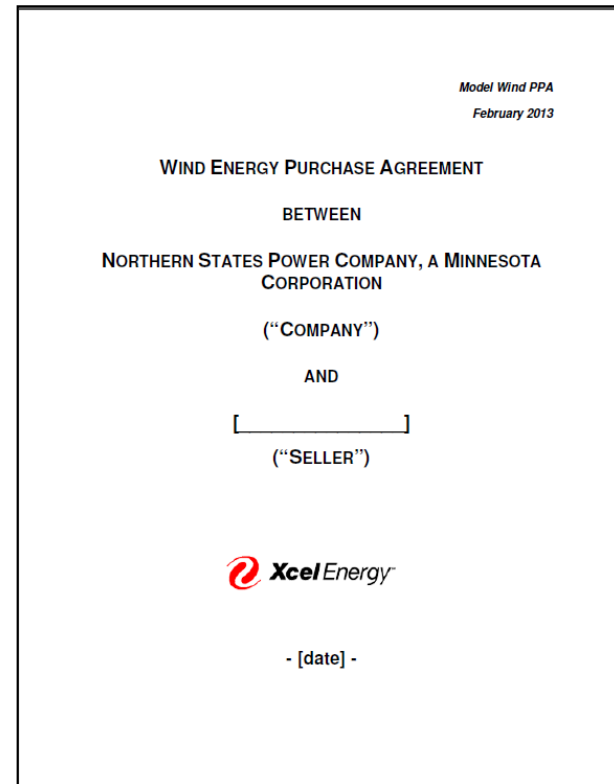 Model Wind PPA
February 2013
WIND ENERGY PURCHASE AGREEMENT
BETWEEN
NORTHERN STATES POWER COMPANY, A MINNESOTA
CORPORATION
(“COMPANY”)
AND
[_______________]
(“SELLER”)
Xcel Energy™
- [date] -